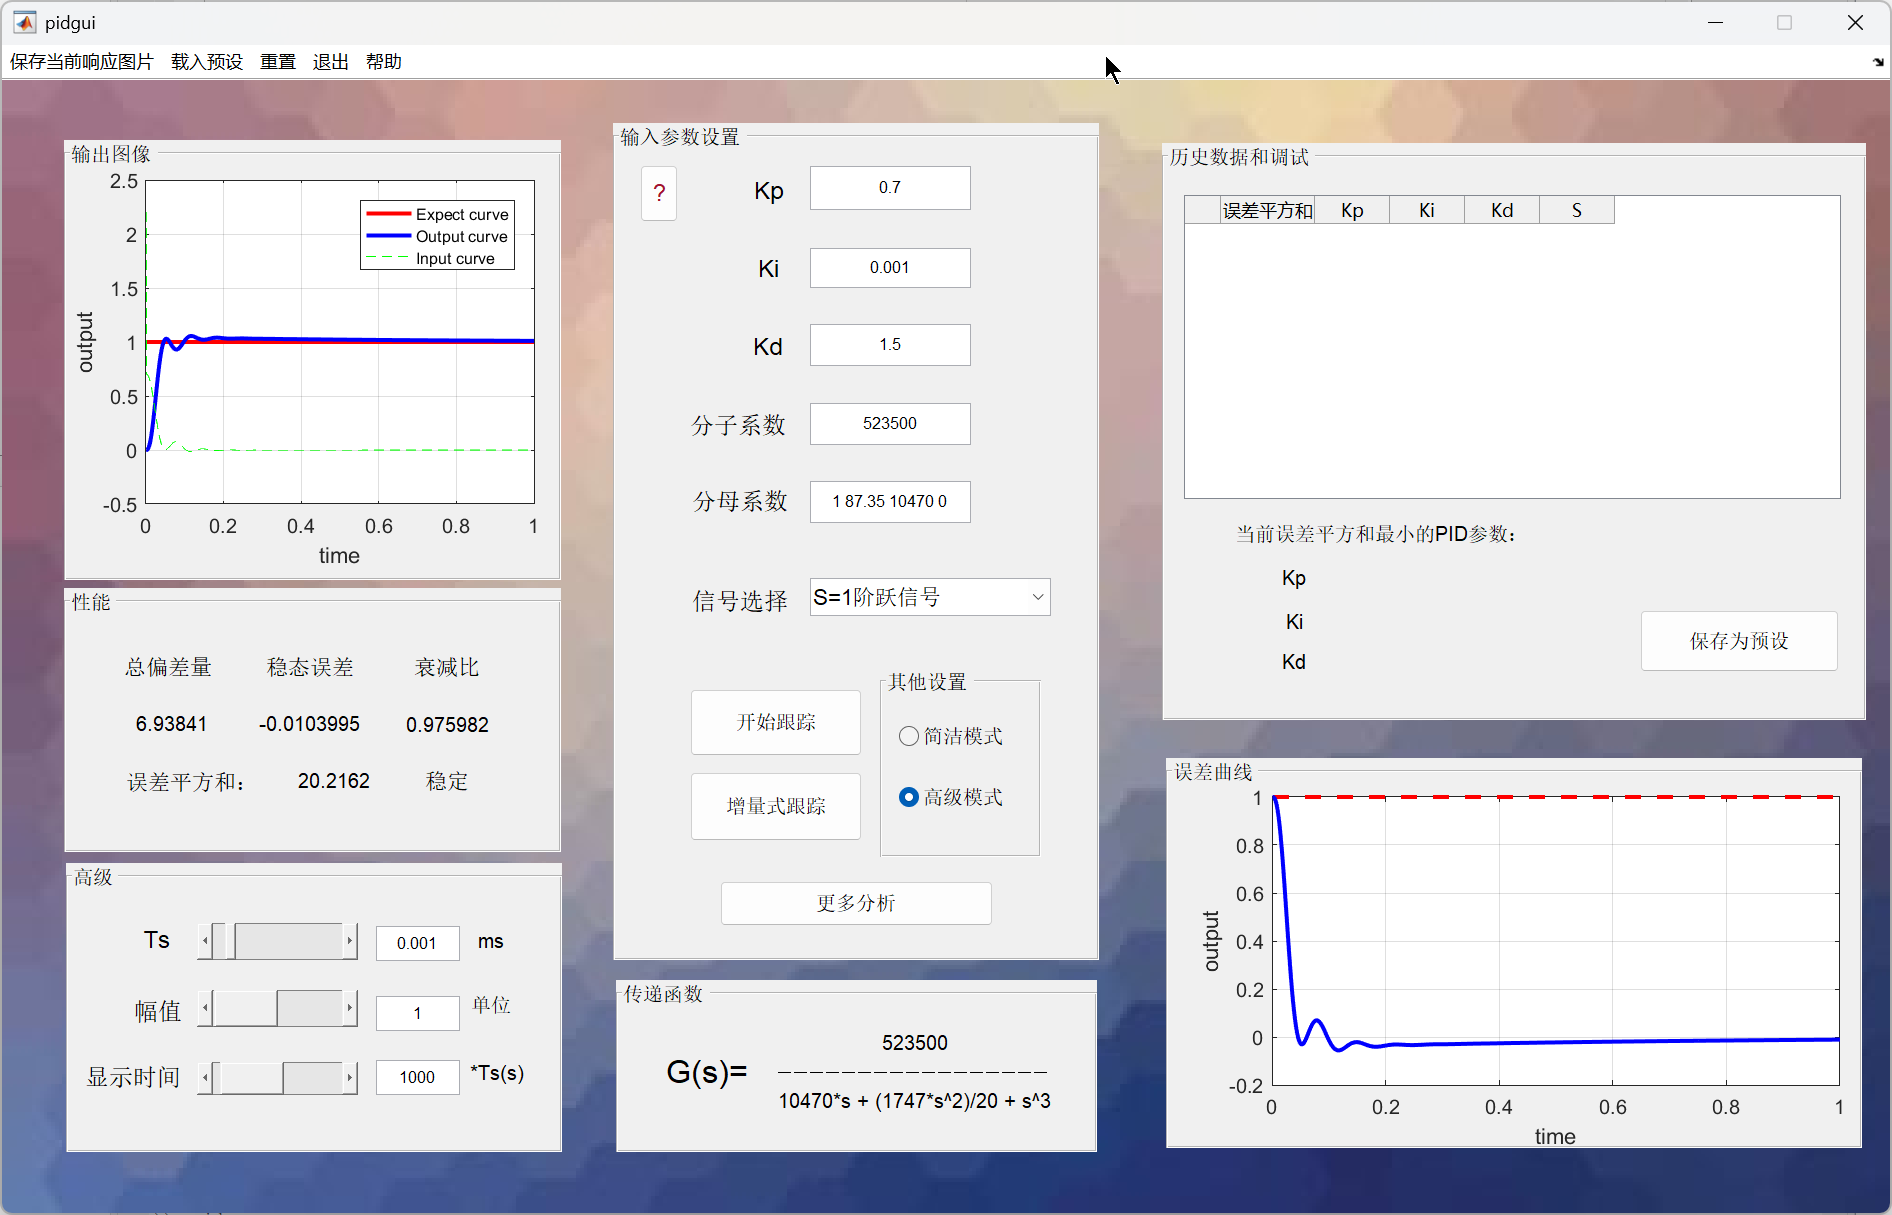 pidgui
保存当前响应图片 载入预设 重置 退出 帮助
输出图像
2.5
2
1.5
1
0.5
0
-0.5
output
Expect curve
Output curve
Input curve
0 0.2 0.4 0.6 0.8 1
time
性能
总偏差量 稳态误差 衰减比
6.93841 -0.0103995 0.975982
误差平方和： 20.2162 稳定
高级
Ts 0.001 ms
幅值 1 单位
显示时间 1000 *Ts(s)
输入参数设置
?
Kp 0.7
Ki 0.001
Kd 1.5
分子系数 523500
分母系数 1 87.35 10470 0
信号选择 S=1阶跃信号
开始跟踪
增量式跟踪
其他设置
简洁模式
高级模式
更多分析
传递函数
523500
G(s)= ------------------
10470*s + (1747*s^2)/20 + s^3
历史数据和调试
误差平方和 Kp Ki Kd S
当前误差平方和最小的PID参数：
Kp
Ki
Kd
保存为预设
误差曲线
1
0.8
0.6
0.4
0.2
0
-0.2
output
0 0.2 0.4 0.6 0.8 1
time